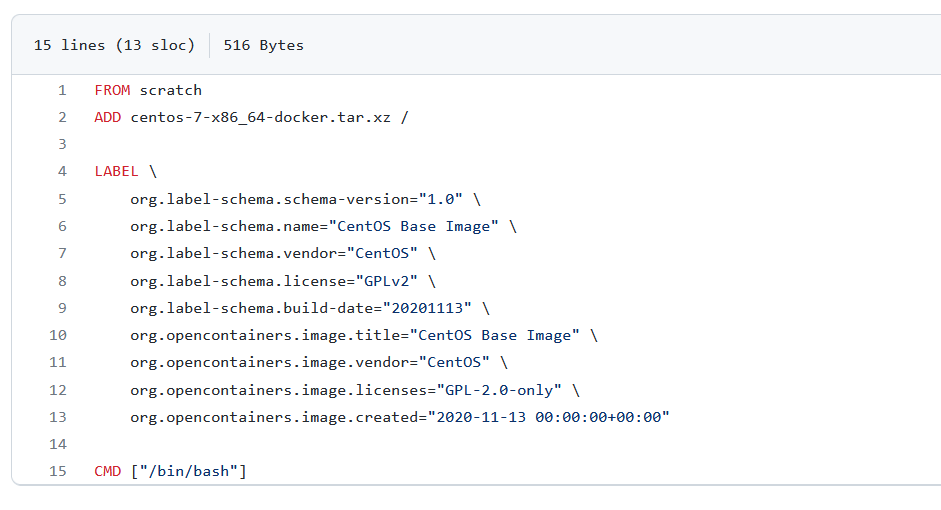 15 lines (13 sloc) 516 Bytes
1 FROM scratch
2 ADD centos-7-x86_64-docker.tar.xz /
3
4 LABEL \
5     org.label-schema.schema-version="1.0" \
6     org.label-schema.name="CentOS Base Image" \
7     org.label-schema.vendor="CentOS" \
8     org.label-schema.license="GPLv2" \
9     org.label-schema.build-date="20201113" \
10     org.opencontainers.image.title="CentOS Base Image" \
11     org.opencontainers.image.vendor="CentOS" \
12     org.opencontainers.image.licenses="GPL-2.0-only" \
13     org.opencontainers.image.created="2020-11-13 00:00:00+00:00"
14
15 CMD ["/bin/bash"]